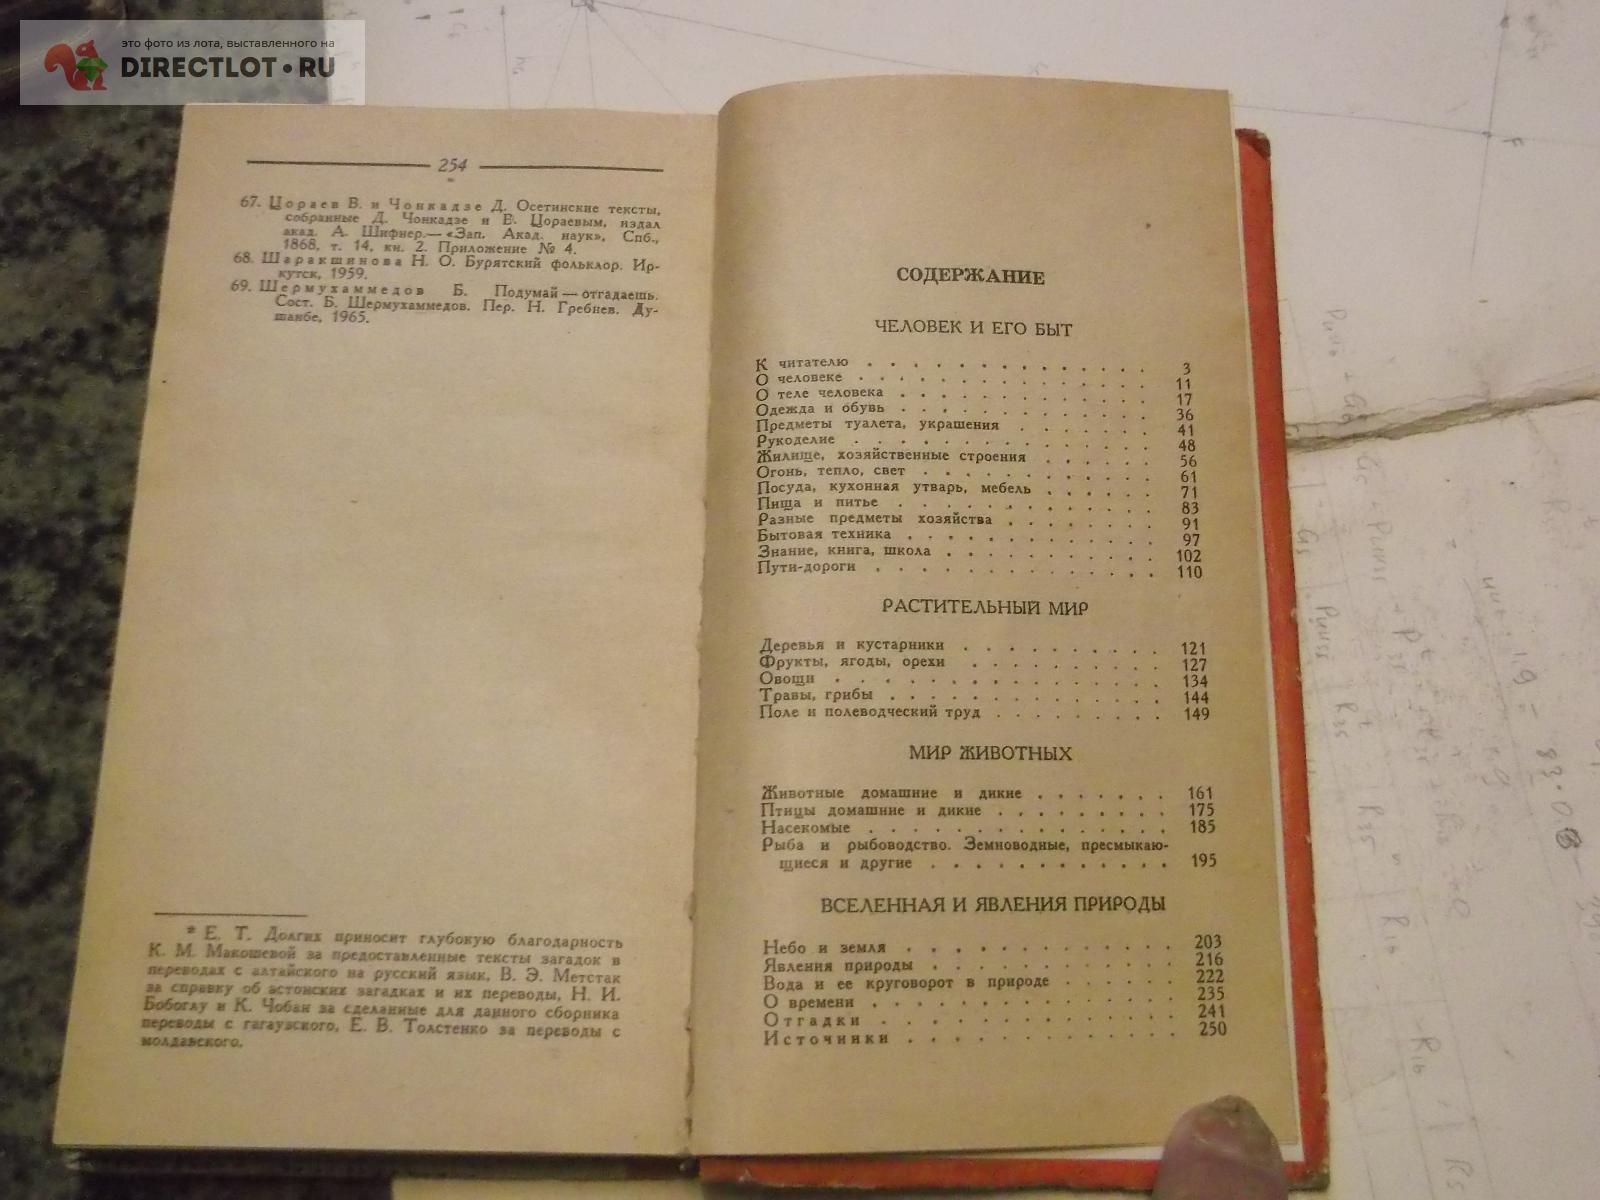 это фото из лота, выставленного на
DIRECTLOT•RU
254
67. Цораев В. и Чонкадзе Д. Осетинские тексты,
собранные Д. Чонкадзе и В. Цораевым, издал
акад. А. Шифнер.— «Зап. Акад. наук», Спб.,
1868, т. 14, кн. 2. Приложение № 4.
68. Шаракшинова Н. О. Бурятский фольклор. Ир-
кутск, 1959.
69. Шермухаммедов Б. Подумай — отгадаешь.
Сост. Б. Шермухаммедов. Пер. Н. Гребнев. Ду-
шанбе, 1965.
* Е. Т. Долгих приносит глубокую благодарность
К. М. Макошевой за предоставленные тексты загадок в
переводах с алтайского на русский язык, В. Э. Метстак
за справку об эстонских загадках и их переводы, Н. И.
Бобоглу и К. Чобан за сделанные для данного сборника
переводы с гагаузского, Е. В. Толстенко за переводы с
молдавского.
СОДЕРЖАНИЕ
ЧЕЛОВЕК И ЕГО БЫТ
К читателю . . . . . . . . . . . . . 3
О человеке . . . . . . . . . . . . . 11
О теле человека . . . . . . . . . . . 17
Одежда и обувь . . . . . . . . . . . 36
Предметы туалета, украшения . . . . . . 41
Рукоделие . . . . . . . . . . . . . 48
Жилище, хозяйственные строения . . . . . 56
Огонь, тепло, свет . . . . . . . . . . 61
Посуда, кухонная утварь, мебель . . . . . 71
Пища и питье . . . . . . . . . . . . 83
Разные предметы хозяйства . . . . . . . 91
Бытовая техника . . . . . . . . . . . 97
Знание, книга, школа . . . . . . . . . 102
Пути-дороги . . . . . . . . . . . . 110
РАСТИТЕЛЬНЫЙ МИР
Деревья и кустарники . . . . . . . . . 121
Фрукты, ягоды, орехи . . . . . . . . . 127
Овощи . . . . . . . . . . . . . . 134
Травы, грибы . . . . . . . . . . . . 144
Поле и полеводческий труд . . . . . . . . 149
МИР ЖИВОТНЫХ
Животные домашние и дикие . . . . . . 161
Птицы домашние и дикие . . . . . . . . 175
Насекомые . . . . . . . . . . . . . 185
Рыба и рыбоводство. Земноводные, пресмыкаю-
щиеся и другие . . . . . . . . . . . 195
ВСЕЛЕННАЯ И ЯВЛЕНИЯ ПРИРОДЫ
Небо и земля . . . . . . . . . . . . 203
Явления природы . . . . . . . . . . . 216
Вода и ее круговорот в природе . . . . . 222
О времени . . . . . . . . . . . . . 235
Отгадки . . . . . . . . . . . . . 241
Источники . . . . . . . . . . . . 250